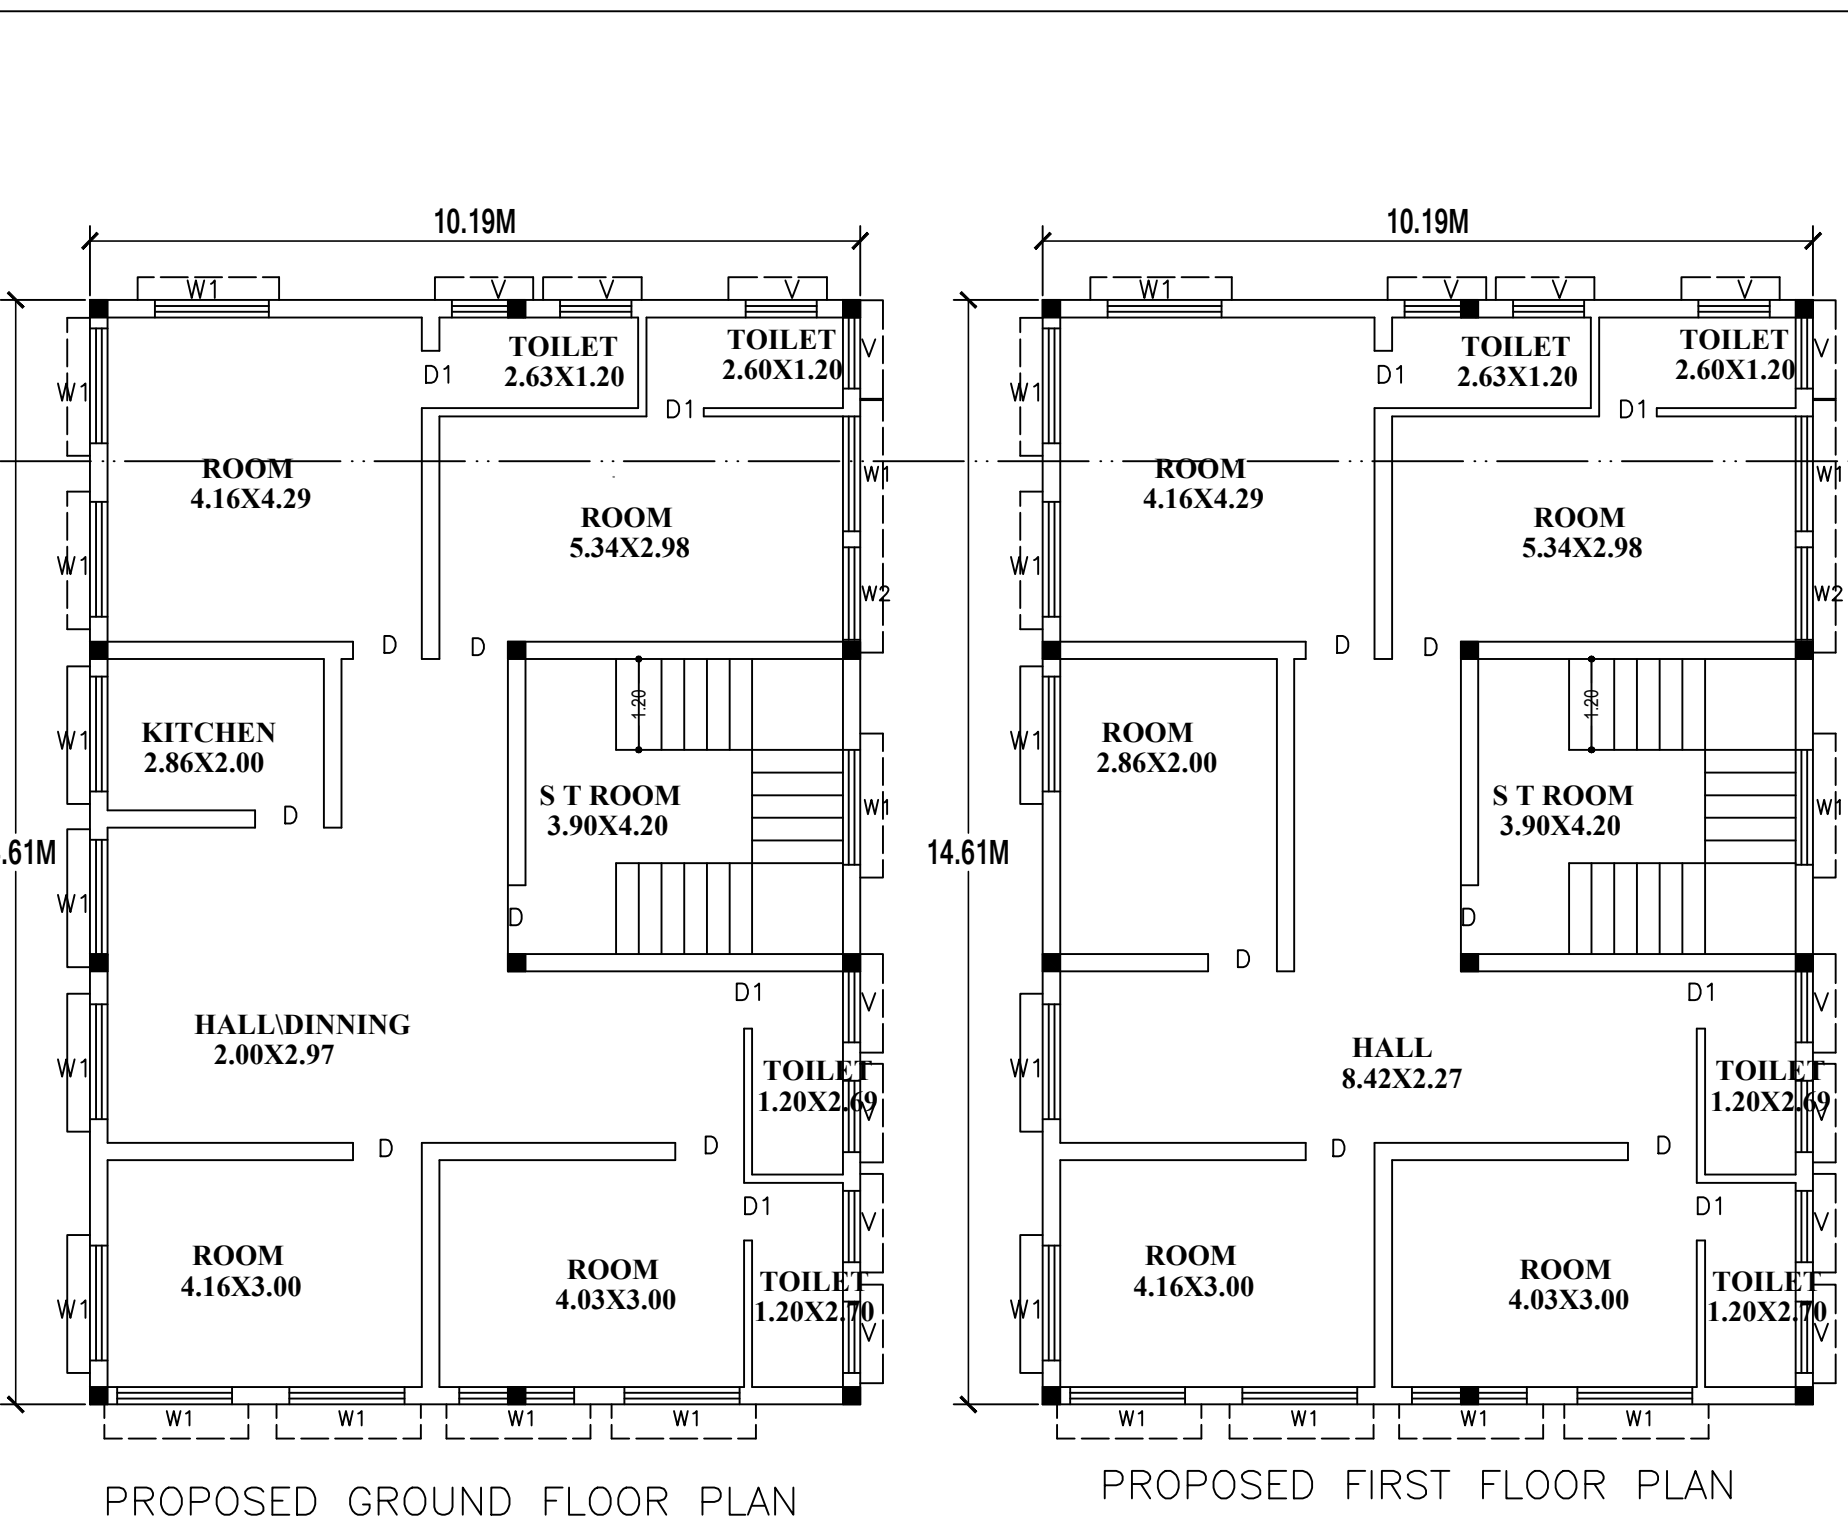 10.19M
W1
V
V
V
TOILET
2.63X1.20
TOILET
2.60X1.20
V
D1
D1
W1
ROOM
4.16X4.29
W1
ROOM
5.34X2.98
W1
W2
D
D
1.20
KITCHEN
2.86X2.00
W1
S T ROOM
3.90X4.20
W1
D
.61M
W1
D
D1
V
HALL\DINNING
2.00X2.97
W1
TOILET
1.20X2.69
V
D
D
D1
V
ROOM
4.16X3.00
ROOM
4.03X3.00
TOILET
1.20X2.70
W1
V
W1
W1
W1
W1
PROPOSED GROUND FLOOR PLAN
10.19M
W1
V
V
V
TOILET
2.63X1.20
TOILET
2.60X1.20
V
D1
D1
W1
ROOM
4.16X4.29
W1
ROOM
5.34X2.98
W1
W2
D
D
1.20
ROOM
2.86X2.00
W1
S T ROOM
3.90X4.20
W1
14.61M
D
D
D1
V
HALL
8.42X2.27
W1
TOILET
1.20X2.69
V
D
D
D1
V
ROOM
4.16X3.00
ROOM
4.03X3.00
TOILET
1.20X2.70
W1
V
W1
W1
W1
W1
PROPOSED FIRST FLOOR PLAN